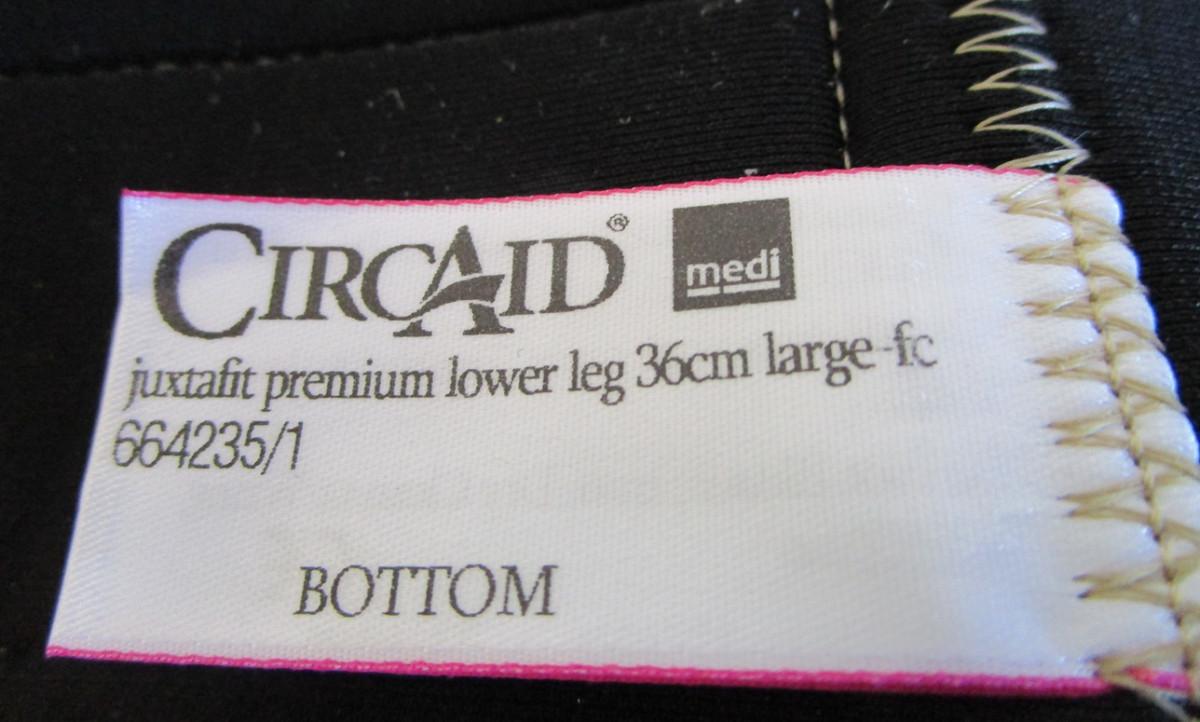 CIRCAID® medi
juxtafit premium lower leg 36cm large-fc
664235/1
BOTTOM